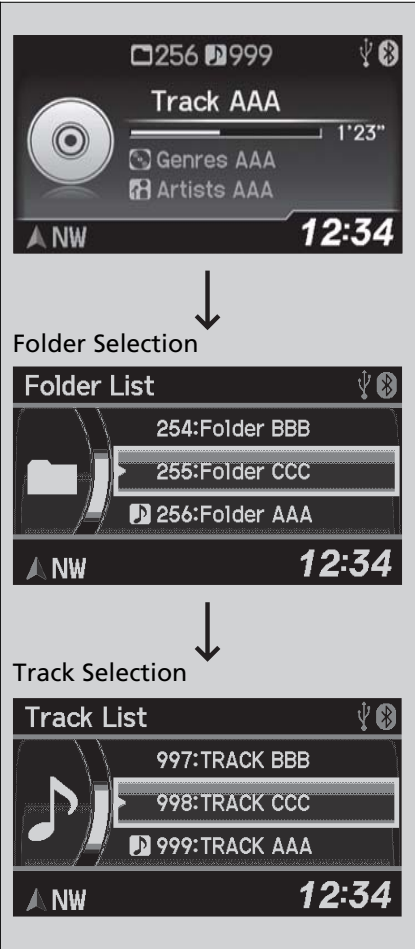 256 999
Track AAA
1'23"
Genres AAA
Artists AAA
NW 12:34
Folder Selection
Folder List
254:Folder BBB
255:Folder CCC
256:Folder AAA
NW 12:34
Track Selection
Track List
997:TRACK BBB
998:TRACK CCC
999:TRACK AAA
NW 12:34